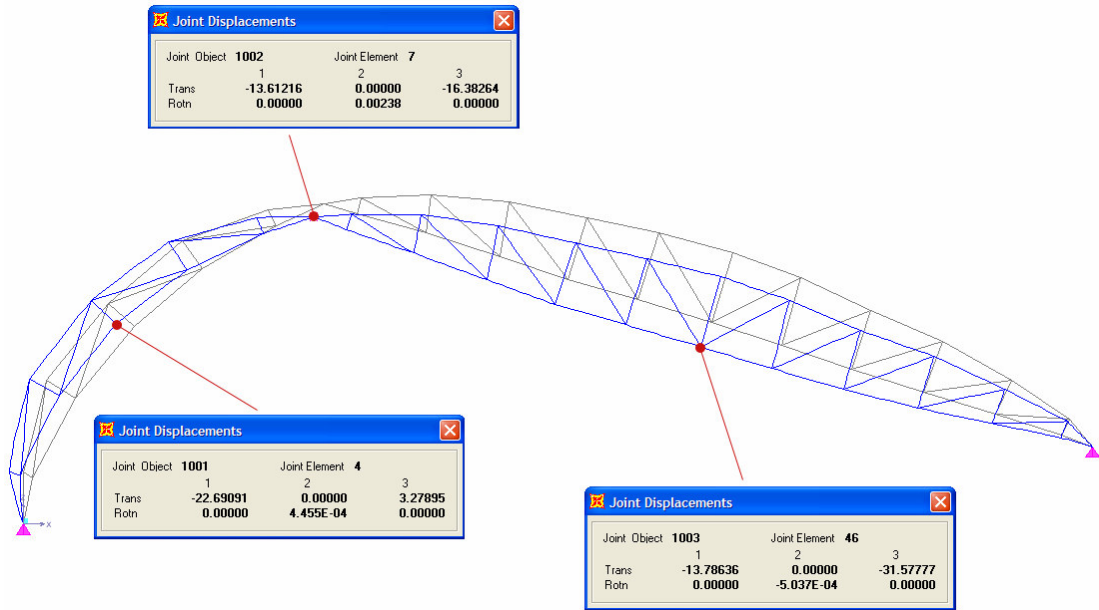 Joint Displacements
Joint Object 1002 Joint Element 7
1 2 3
Trans -13.61216 0.00000 -16.38264
Rotn 0.00000 0.00238 0.00000
Joint Displacements
Joint Object 1001 Joint Element 4
1 2 3
Trans -22.69091 0.00000 3.27895
Rotn 0.00000 4.455E-04 0.00000
x
Joint Displacements
Joint Object 1003 Joint Element 46
1 2 3
Trans -13.78636 0.00000 -31.57777
Rotn 0.00000 -5.037E-04 0.00000